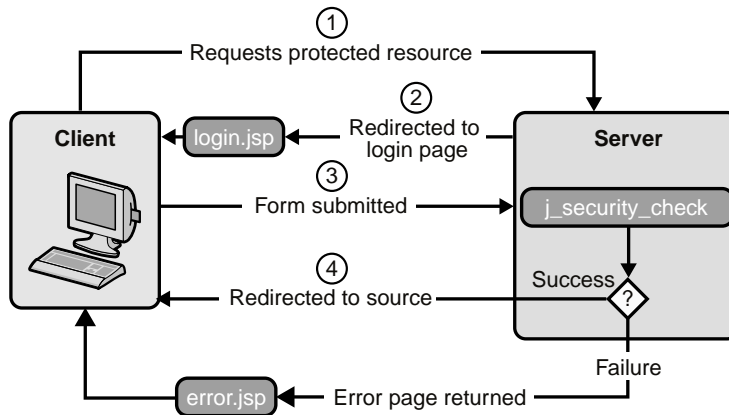 1
Requests protected resource
Client
login.jsp
2
Redirected to
login page
Server
3
Form submitted
j_security_check
4
Redirected to source
Success
?
Failure
error.jsp
Error page returned